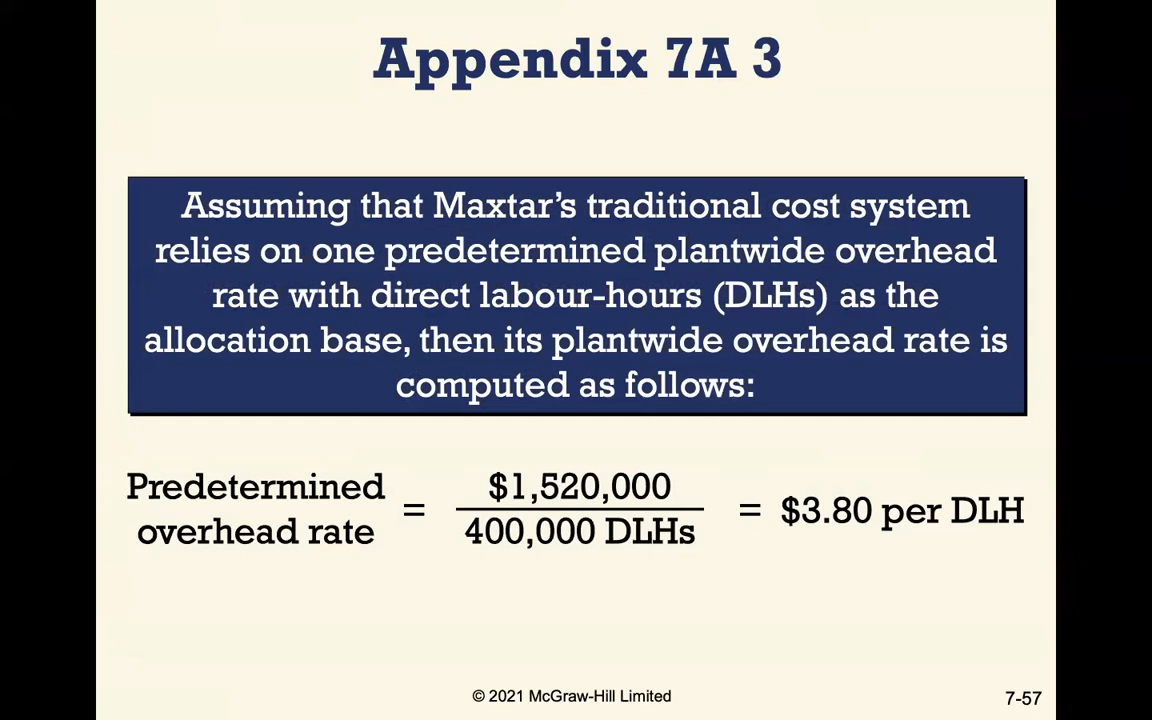 Appendix 7A 3
Assuming that Maxtar’s traditional cost system
relies on one predetermined plantwide overhead
rate with direct labour-hours (DLHs) as the
allocation base, then its plantwide overhead rate is
computed as follows:
Predetermined
overhead rate
=
$1,520,000
400,000 DLHs
= $3.80 per DLH
© 2021 McGraw-Hill Limited
7-57